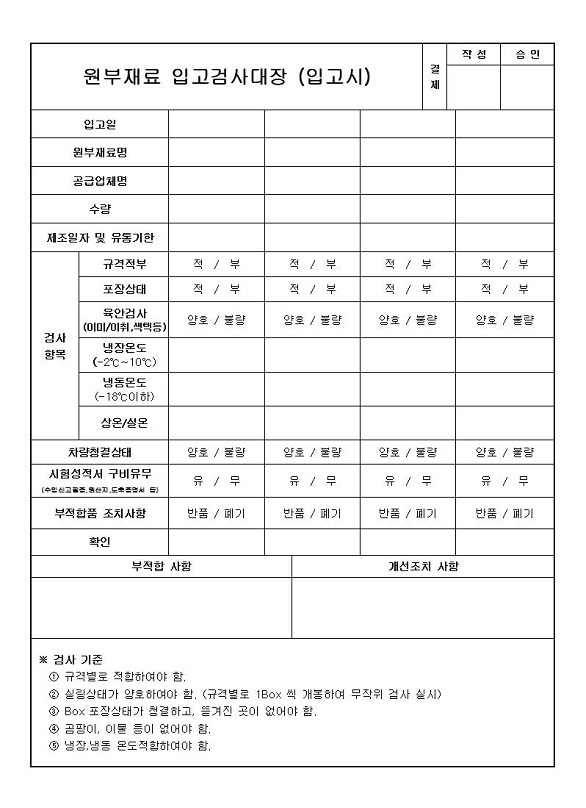 원부재료 입고검사대장 (입고시)
결
제
작 성
승 인
입고일
원부재료명
공급업체명
수량
제조일자 및 유통기한
검사
항목
규격적부
적 / 부
적 / 부
적 / 부
적 / 부
포장상태
적 / 부
적 / 부
적 / 부
적 / 부
육안검사
(이미/이취,색택등)
양호 / 불량
양호 / 불량
양호 / 불량
양호 / 불량
냉장온도
(-2℃~10℃)
냉동온도
(-18℃이하)
상온/실온
차량청결상태
양호 / 불량
양호 / 불량
양호 / 불량
양호 / 불량
시험성적서 구비유무
(수입신고필증,원산지,도축증명서 등)
유 / 무
유 / 무
유 / 무
유 / 무
부적합품 조치사항
반품 / 폐기
반품 / 폐기
반품 / 폐기
반품 / 폐기
확인
부적합 사항
개선조치 사항
※ 검사 기준
① 규격별로 적합하여야 함.
② 실링상태가 양호하여야 함. (규격별로 1Box 씩 개봉하여 무작위 검사 실시)
③ Box 포장상태가 청결하고, 뜯겨진 곳이 없어야 함.
④ 곰팡이, 이물 등이 없어야 함.
⑤ 냉장,냉동 온도적합하여야 함.